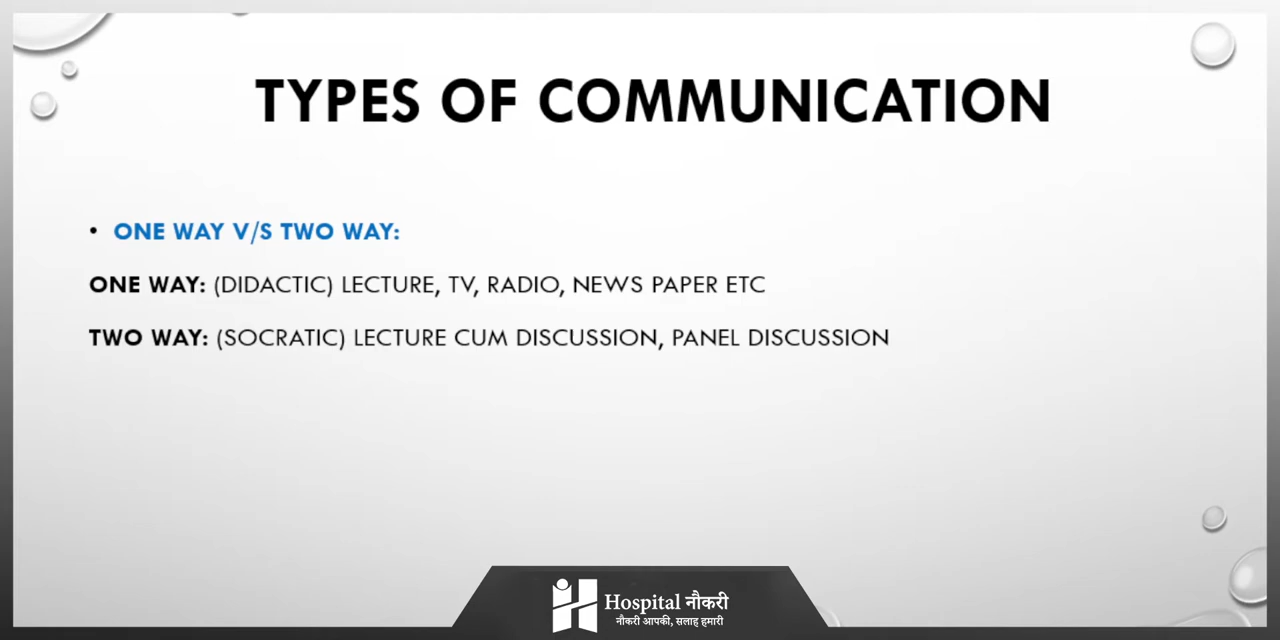 TYPES OF COMMUNICATION
• ONE WAY V/S TWO WAY:
ONE WAY: (DIDACTIC) LECTURE, TV, RADIO, NEWS PAPER ETC
TWO WAY: (SOCRATIC) LECTURE CUM DISCUSSION, PANEL DISCUSSION
Hospital नौकरी
नौकरी आपकी, सलाह हमारी